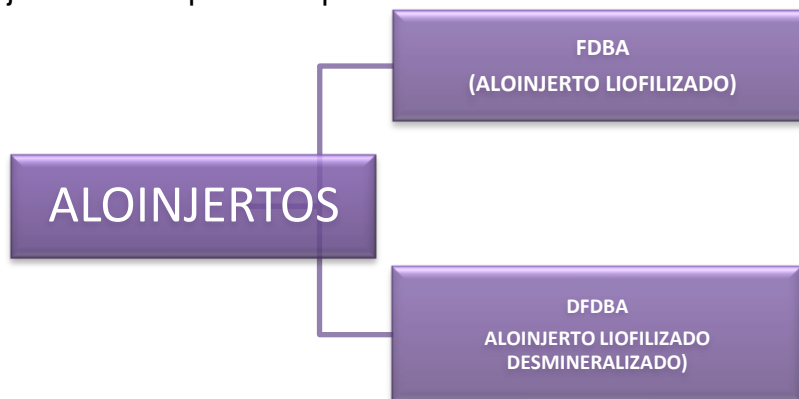 FDBA
(ALOINJERTO LIOFILIZADO)
ALOINJERTOS
DFDBA
ALOINJERTO LIOFILIZADO
DESMINERALIZADO)